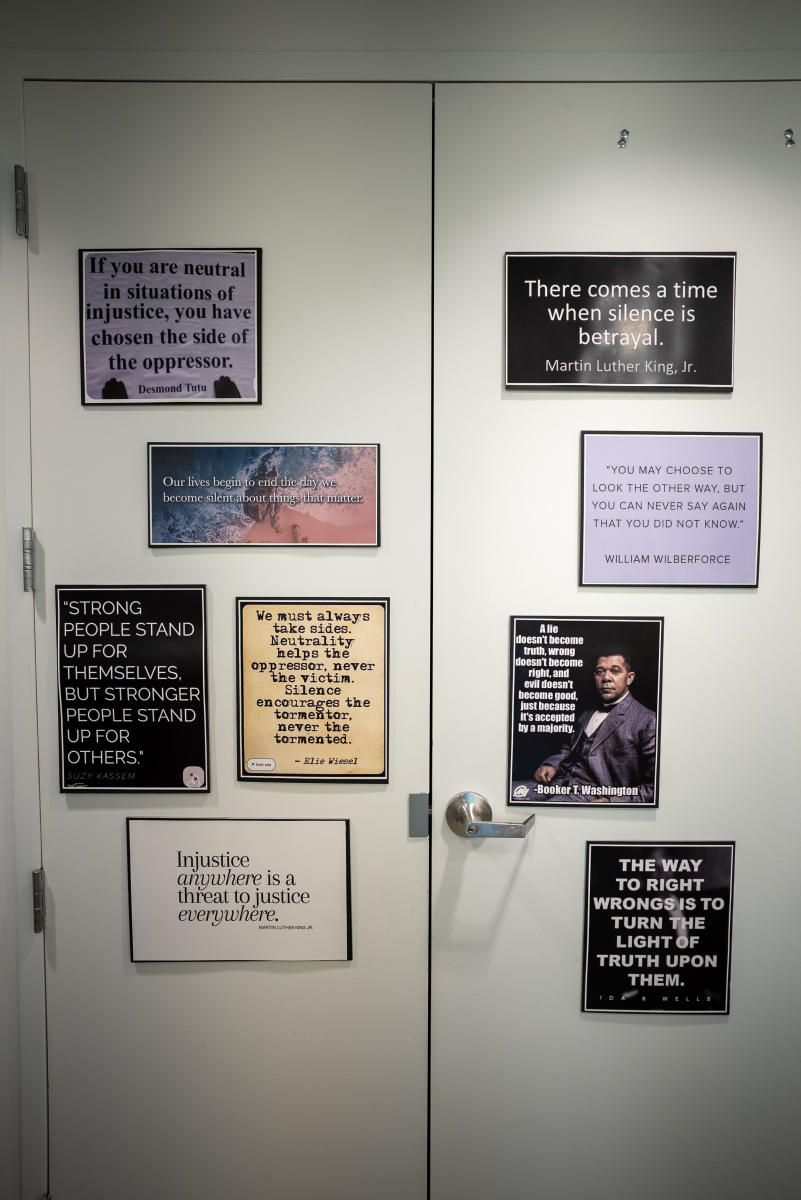 If you are neutral
in situations of
injustice, you have
chosen the side of
the oppressor.
Desmond Tutu
Our lives begin to end the day we
become silent about things that matter.
"STRONG
PEOPLE STAND
UP FOR
THEMSELVES,
BUT STRONGER
PEOPLE STAND
UP FOR
OTHERS."
SUZY KASSEM
We must always
take sides.
Neutrality
helps the
oppressor, never
the victim.
Silence
encourages the
tormentor,
never the
tormented.
- Elie Wiesel
Injustice
anywhere is a
threat to justice
everywhere.
MARTIN LUTHER KING JR.
There comes a time
when silence is
betrayal.
Martin Luther King, Jr.
"YOU MAY CHOOSE TO
LOOK THE OTHER WAY, BUT
YOU CAN NEVER SAY AGAIN
THAT YOU DID NOT KNOW."
WILLIAM WILBERFORCE
A lie
doesn't become
truth, wrong
doesn't become
right, and
evil doesn't
become good,
just because
it's accepted
by a majority.
-Booker T. Washington
THE WAY
TO RIGHT
WRONGS IS TO
TURN THE
LIGHT OF
TRUTH UPON
THEM.
IDA B WELLS